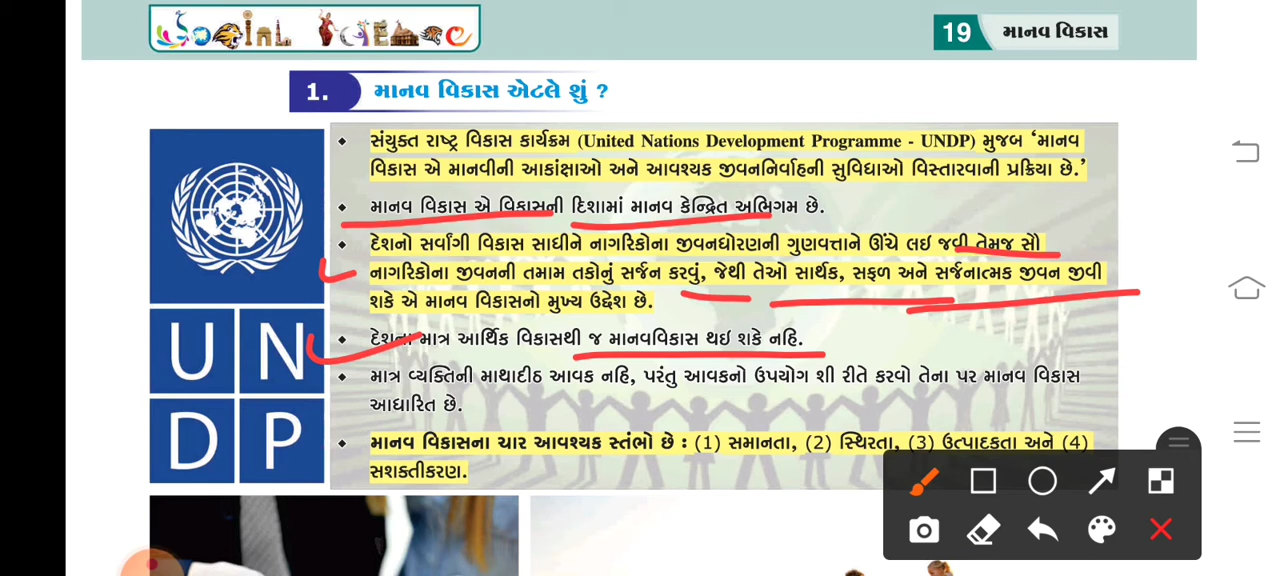 Social Science
19 માનવ વિકાસ
1. માનવ વિકાસ એટલે શું ?
સંયુક્ત રાષ્ટ્ર વિકાસ કાર્યક્રમ (United Nations Development Programme - UNDP) મુજબ ‘માનવ
વિકાસ એ માનવીની આકાંક્ષાઓ અને આવશ્યક જીવનનિર્વાહની સુવિધાઓ વિસ્તારવાની પ્રક્રિયા છે.’
માનવ વિકાસ એ વિકાસની દિશામાં માનવ કેન્દ્રિત અભિગમ છે.
દેશનો સર્વાંગી વિકાસ સાધીને નાગરિકોના જીવનધોરણની ગુણવત્તાને ઊંચે લઇ જવી તેમજ સૌ
નાગરિકોના જીવનની તમામ તકોનું સર્જન કરવું, જેથી તેઓ સાર્થક, સફળ અને સર્જનાત્મક જીવન જીવી
શકે એ માનવ વિકાસનો મુખ્ય ઉદ્દેશ છે.
દેશના માત્ર આર્થિક વિકાસથી જ માનવવિકાસ થઇ શકે નહિ.
માત્ર વ્યક્તિની માથાદીઠ આવક નહિ, પરંતુ આવકનો ઉપયોગ શી રીતે કરવો તેના પર માનવ વિકાસ
આધારિત છે.
માનવ વિકાસના ચાર આવશ્યક સ્તંભો છે : (1) સમાનતા, (2) સ્થિરતા, (3) ઉત્પાદકતા અને (4)
સશક્તીકરણ.
U N
D P